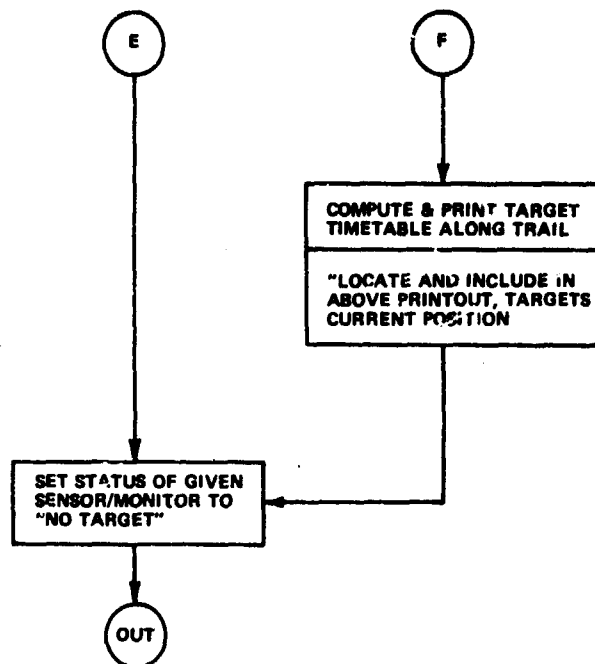 E
F
COMPUTE & PRINT TARGET
TIMETABLE ALONG TRAIL
"LOCATE AND INCLUDE IN
ABOVE PRINTOUT, TARGETS
CURRENT POSITION
SET STATUS OF GIVEN
SENSOR/MONITOR TO
"NO TARGET"
OUT